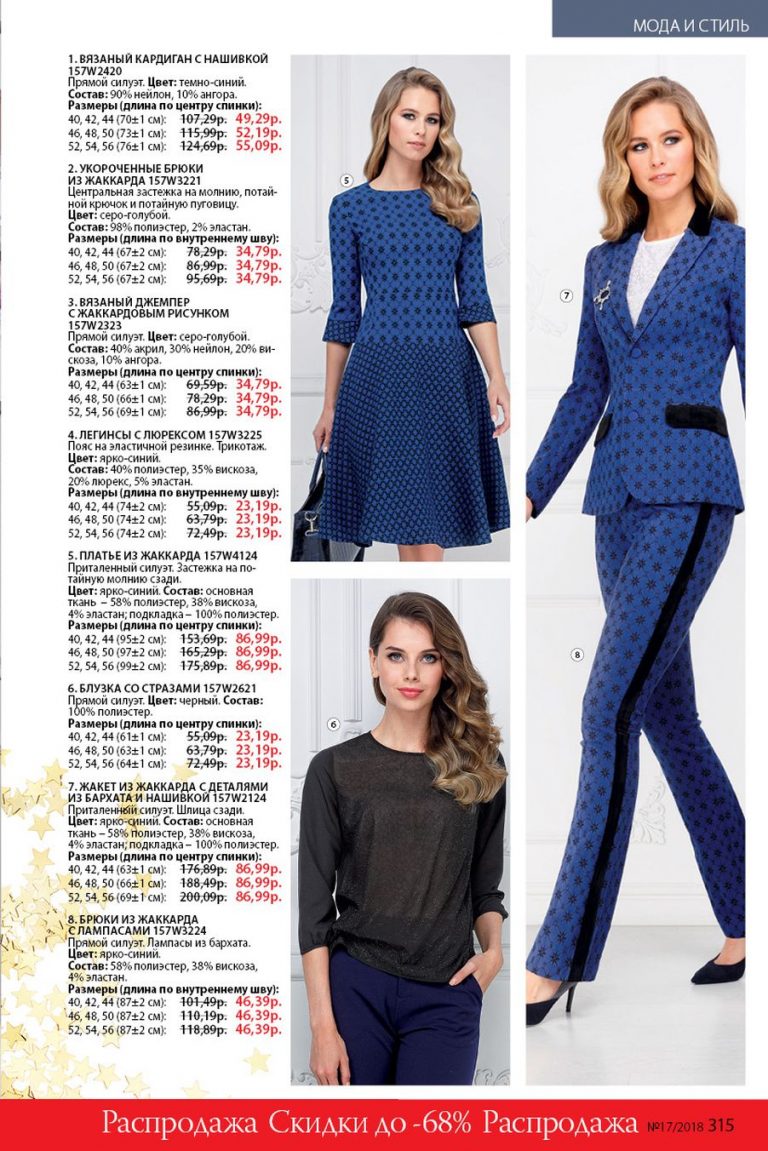 МОДА И СТИЛЬ
1. ВЯЗАНЫЙ КАРДИГАН С НАШИВКОЙ
157W2420
Прямой силуэт. Цвет: темно-синий.
Состав: 90% нейлон, 10% ангора.
Размеры (длина по центру спинки):
40, 42, 44 (70±1 см): 107,29р. 49,29р.
46, 48, 50 (73±1 см): 115,99р. 52,19р.
52, 54, 56 (76±1 см): 124,69р. 55,09р.
2. УКОРОЧЕННЫЕ БРЮКИ
ИЗ ЖАККАРДА 157W3221
Центральная застежка на молнию, потай-
ной крючок и потайную пуговицу.
Цвет: серо-голубой.
Состав: 98% полиэстер, 2% эластан.
Размеры (длина по внутреннему шву):
40, 42, 44 (67±2 см): 78,29р. 34,79р.
46, 48, 50 (67±2 см): 86,99р. 34,79р.
52, 54, 56 (67±2 см): 95,69р. 34,79р.
3. ВЯЗАНЫЙ ДЖЕМПЕР
С ЖАККАРДОВЫМ РИСУНКОМ
157W2323
Прямой силуэт. Цвет: серо-голубой.
Состав: 40% акрил, 30% нейлон, 20% ви-
скоза, 10% ангора.
Размеры (длина по центру спинки):
40, 42, 44 (63±1 см): 69,59р. 34,79р.
46, 48, 50 (66±1 см): 78,29р. 34,79р.
52, 54, 56 (69±1 см): 86,99р. 34,79р.
4. ЛЕГИНСЫ С ЛЮРЕКСОМ 157W3225
Пояс на эластичной резинке. Трикотаж.
Цвет: ярко-синий.
Состав: 40% полиэстер, 35% вискоза,
20% люрекс, 5% эластан.
Размеры (длина по внутреннему шву):
40, 42, 44 (74±2 см): 55,09р. 23,19р.
46, 48, 50 (74±2 см): 63,79р. 23,19р.
52, 54, 56 (74±2 см): 72,49р. 23,19р.
5. ПЛАТЬЕ ИЗ ЖАККАРДА 157W4124
Приталенный силуэт. Застежка на по-
тайную молнию сзади.
Цвет: ярко-синий. Состав: основная
ткань – 58% полиэстер, 38% вискоза,
4% эластан; подкладка – 100% полиэстер.
Размеры (длина по центру спинки):
40, 42, 44 (95±2 см): 153,69р. 86,99р.
46, 48, 50 (97±2 см): 165,29р. 86,99р.
52, 54, 56 (99±2 см): 175,89р. 86,99р.
6. БЛУЗКА СО СТРАЗАМИ 157W2621
Прямой силуэт. Цвет: черный. Состав:
100% полиэстер.
Размеры (длина по центру спинки):
40, 42, 44 (61±1 см): 55,09р. 23,19р.
46, 48, 50 (63±1 см): 63,79р. 23,19р.
52, 54, 56 (64±1 см): 72,49р. 23,19р.
7. ЖАКЕТ ИЗ ЖАККАРДА С ДЕТАЛЯМИ
ИЗ БАРХАТА И НАШИВКОЙ 157W2124
Приталенный силуэт. Шлица сзади.
Цвет: ярко-синий. Состав: основная
ткань – 58% полиэстер, 38% вискоза,
4% эластан; подкладка – 100% полиэстер.
Размеры (длина по центру спинки):
40, 42, 44 (63±1 см): 176,89р. 86,99р.
46, 48, 50 (66±1 см): 188,49р. 86,99р.
52, 54, 56 (69±1 см): 200,09р. 86,99р.
8. БРЮКИ ИЗ ЖАККАРДА
С ЛАМПАСАМИ 157W3224
Прямой силуэт. Лампасы из бархата.
Цвет: ярко-синий.
Состав: 58% полиэстер, 38% вискоза,
4% эластан.
Размеры (длина по внутреннему шву):
40, 42, 44 (87±2 см): 101,49р. 46,39р.
46, 48, 50 (87±2 см): 110,19р. 46,39р.
52, 54, 56 (87±2 см): 118,89р. 46,39р.
5
7
8
6
Распродажа Скидки до -68% Распродажа №17/2018 315